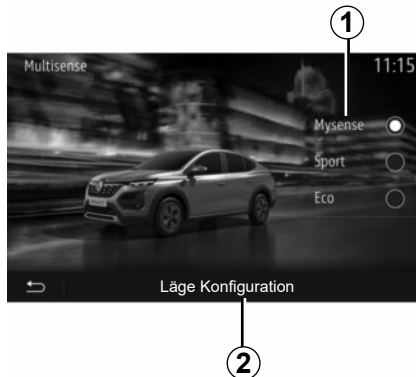 1
Multisense 11:15
Mysense
Sport
Eco
Läge Konfiguration
2